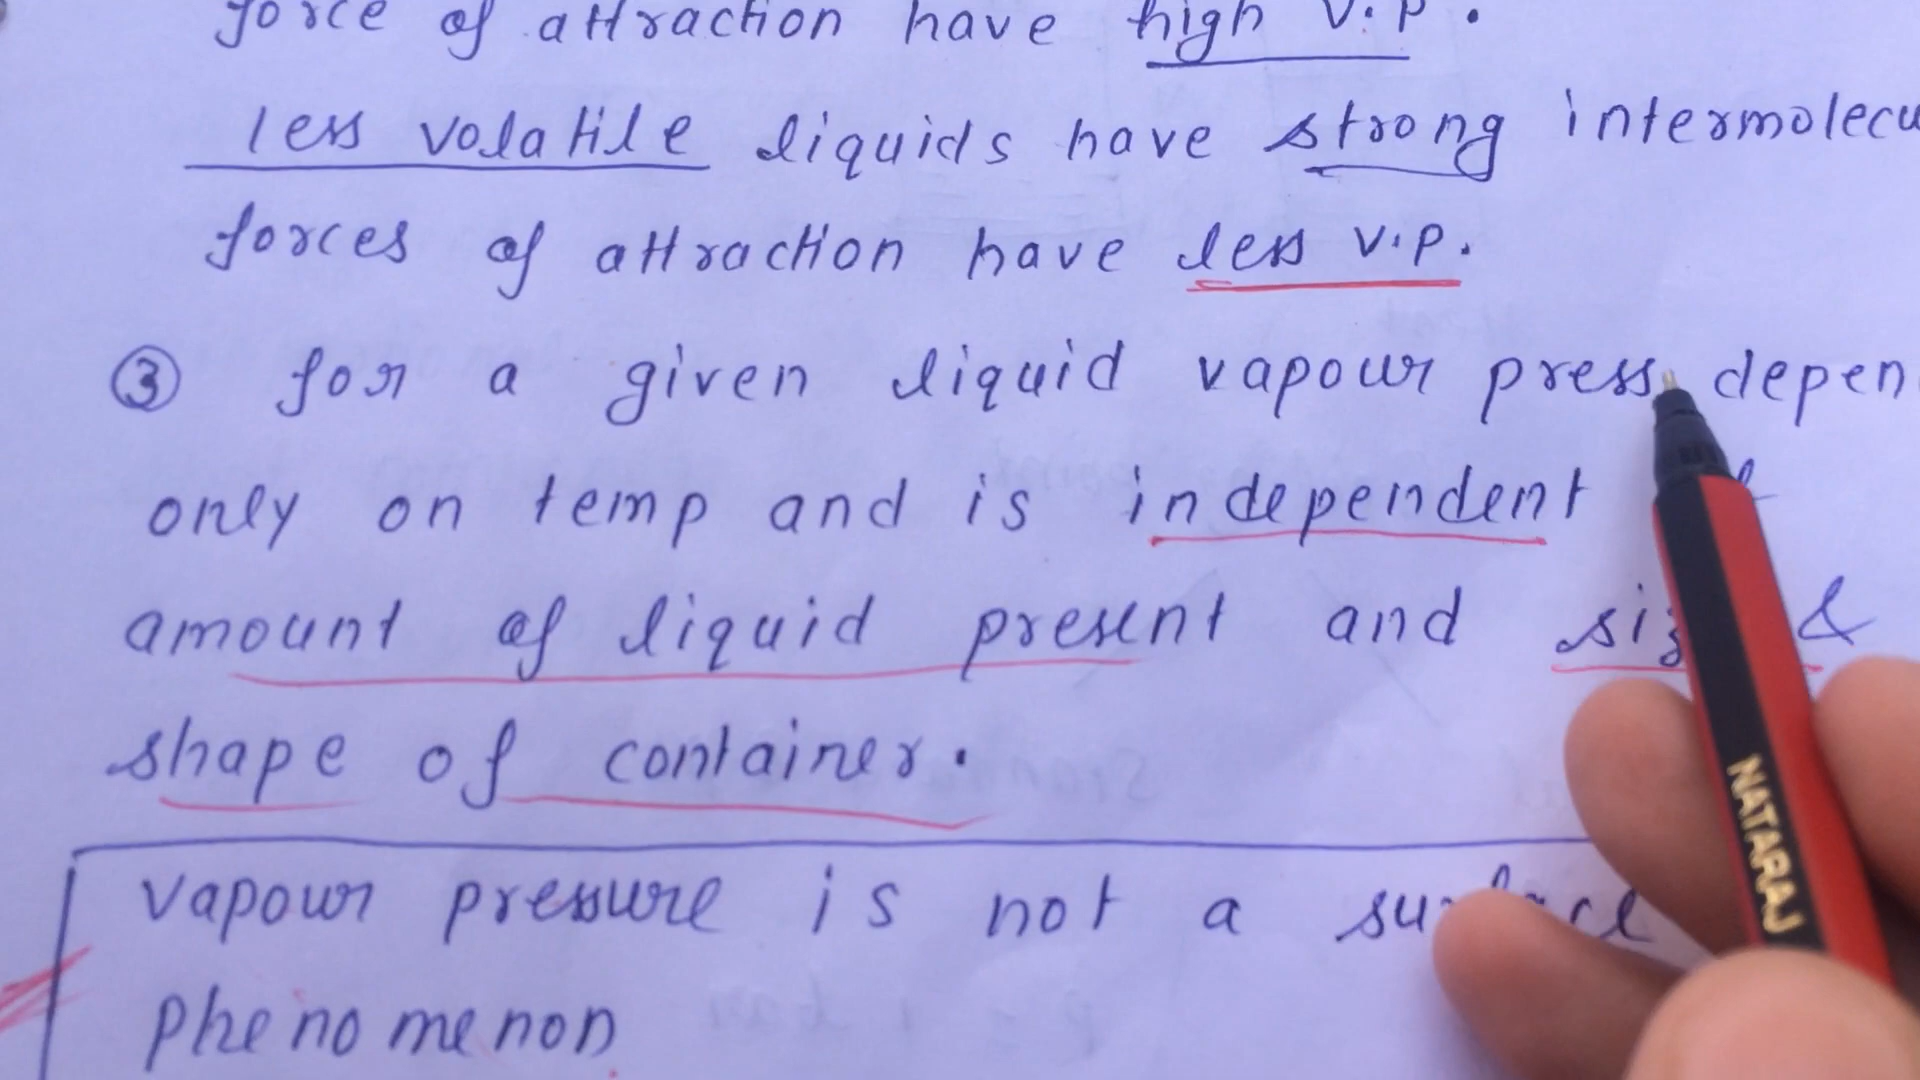 force of attraction have high V.P.
less volatile liquids have strong intermolecu
forces of attraction have less V.P.
③ for a given liquid vapour press depen
only on temp and is independent
amount of liquid present and size &
shape of container.
vapour pressure is not a surface
phenomenon
NATARAJ